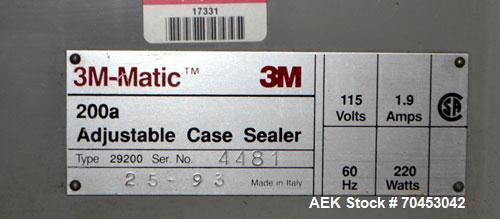 17331
3M-Matic™ 3M
200a
Adjustable Case Sealer
Type 29200 Ser. No. 4481
25-93 Made in Italy
115 Volts
1.9 Amps
60 Hz
220 Watts
AEK Stock # 70453042